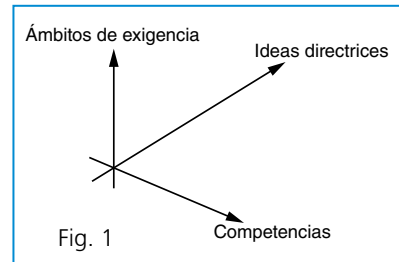 Ámbitos de exigencia
Ideas directrices
Competencias
Fig. 1